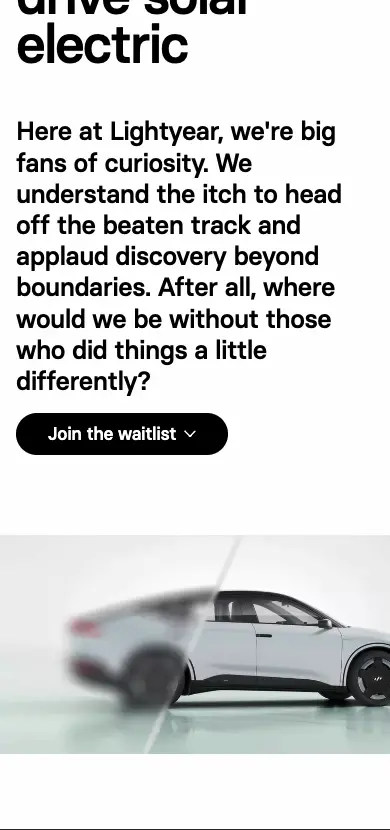 drive solar
electric
Here at Lightyear, we're big
fans of curiosity. We
understand the itch to head
off the beaten track and
applaud discovery beyond
boundaries. After all, where
would we be without those
who did things a little
differently?
Join the waitlist